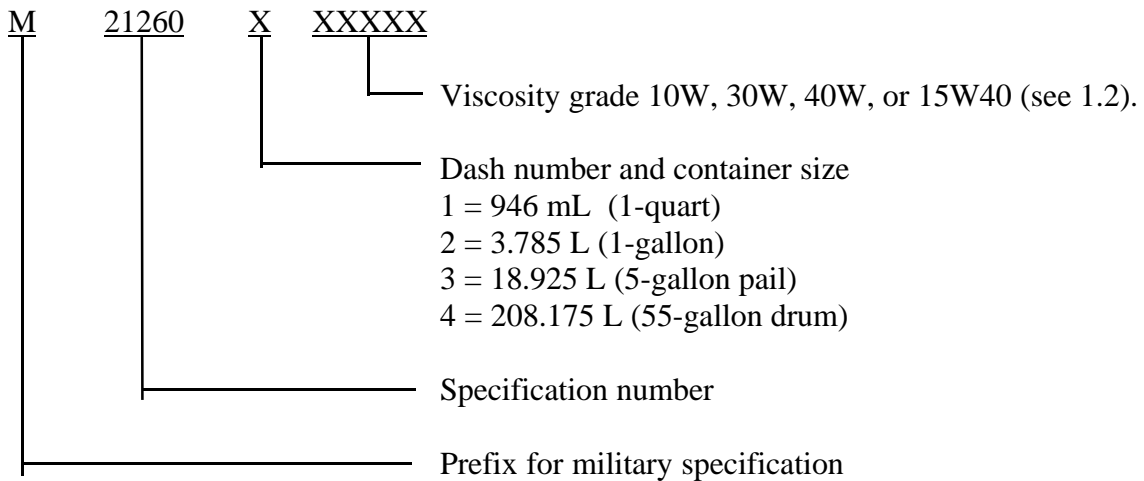 M 21260 X XXXXX
Viscosity grade 10W, 30W, 40W, or 15W40 (see 1.2).
Dash number and container size
1 = 946 mL (1-quart)
2 = 3.785 L (1-gallon)
3 = 18.925 L (5-gallon pail)
4 = 208.175 L (55-gallon drum)
Specification number
Prefix for military specification